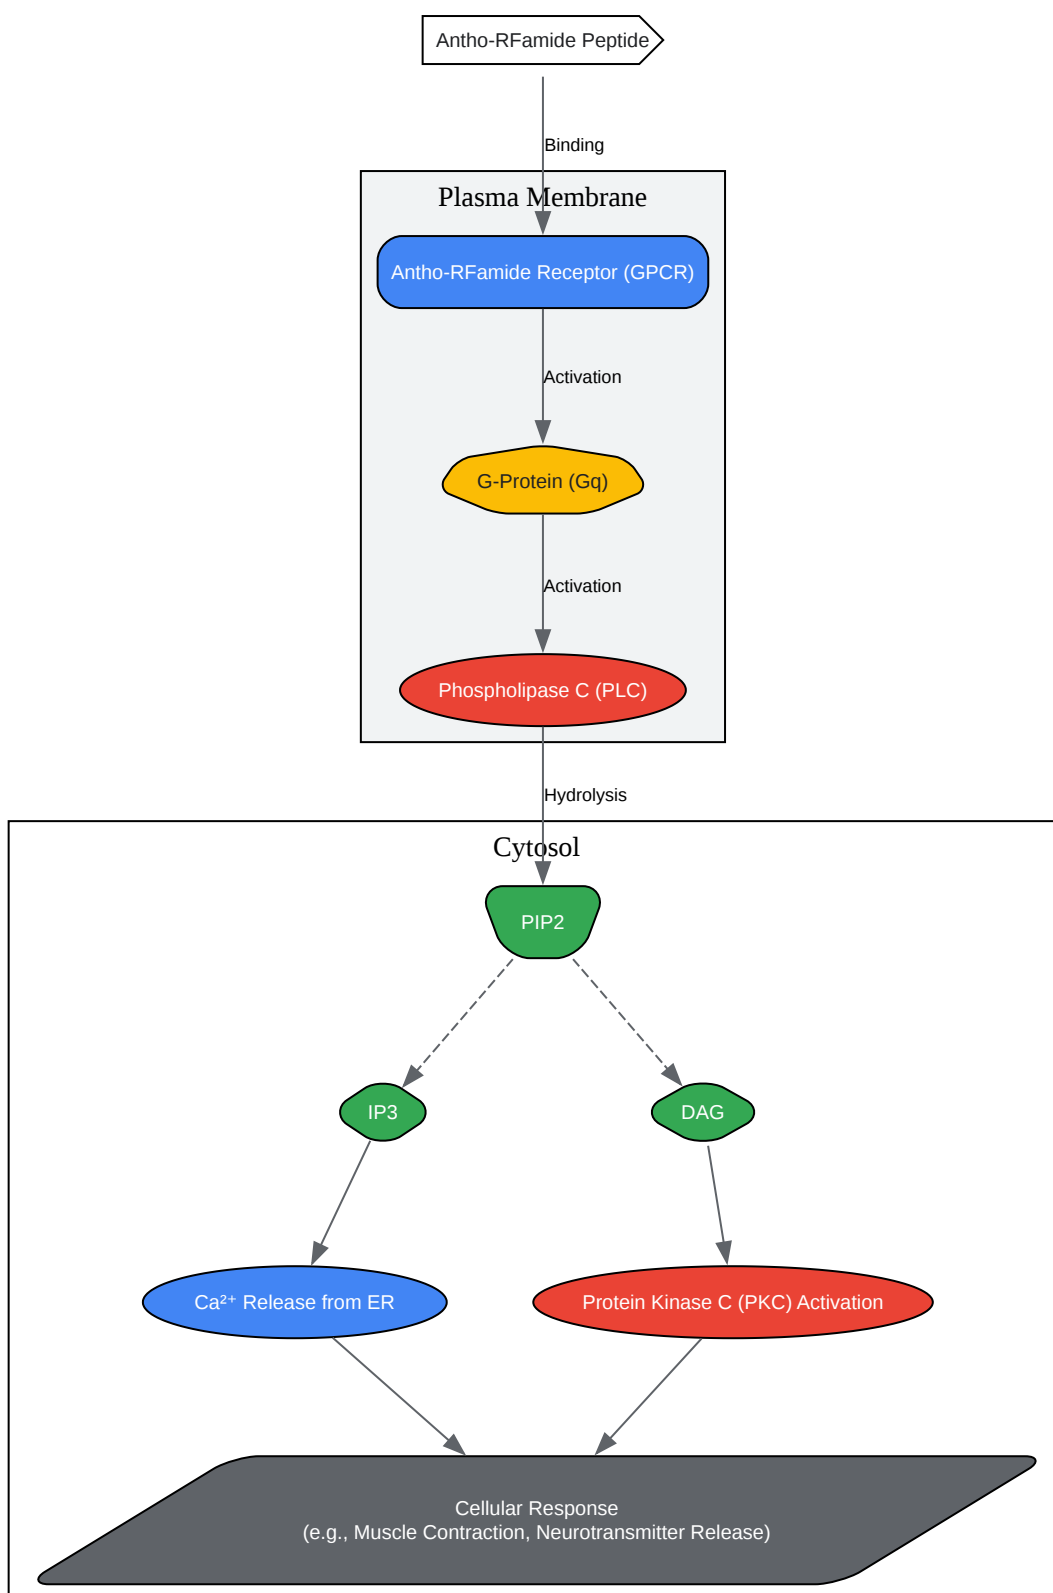 Antho-RFamide Peptide
Binding
Plasma Membrane
Antho-RFamide Receptor (GPCR)
Activation
G-Protein (Gq)
Activation
Phospholipase C (PLC)
Hydrolysis
Cytosol
PIP2
IP3
DAG
Ca²⁺ Release from ER
Protein Kinase C (PKC) Activation
Cellular Response
(e.g., Muscle Contraction, Neurotransmitter Release)